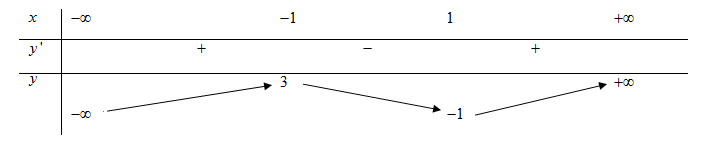 x −∞ −1 1 +∞
y' + − +
y 3 +∞
−∞ −1